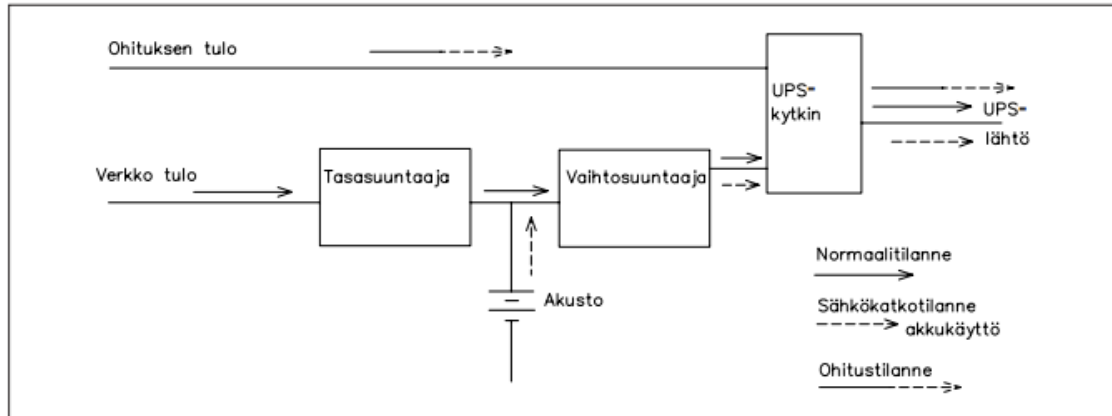 Ohituksen tulo
UPS-
kytkin
UPS-
lähtö
Verkko tulo
Tasasuuntaaja
Vaihtosuuntaaja
Akusto
Normaalitilanne
Sähkökatkotilanne
akkukäyttö
Ohitustilanne